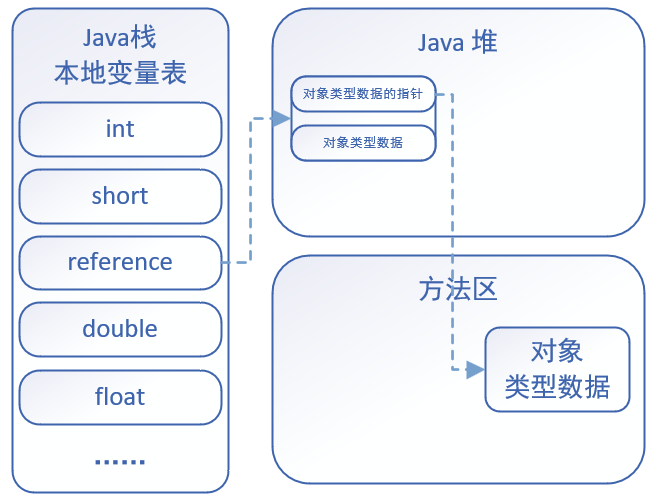 Java栈
本地变量表
int
short
reference
double
float
......
Java 堆
对象类型数据的指针
对象类型数据
方法区
对象
类型数据